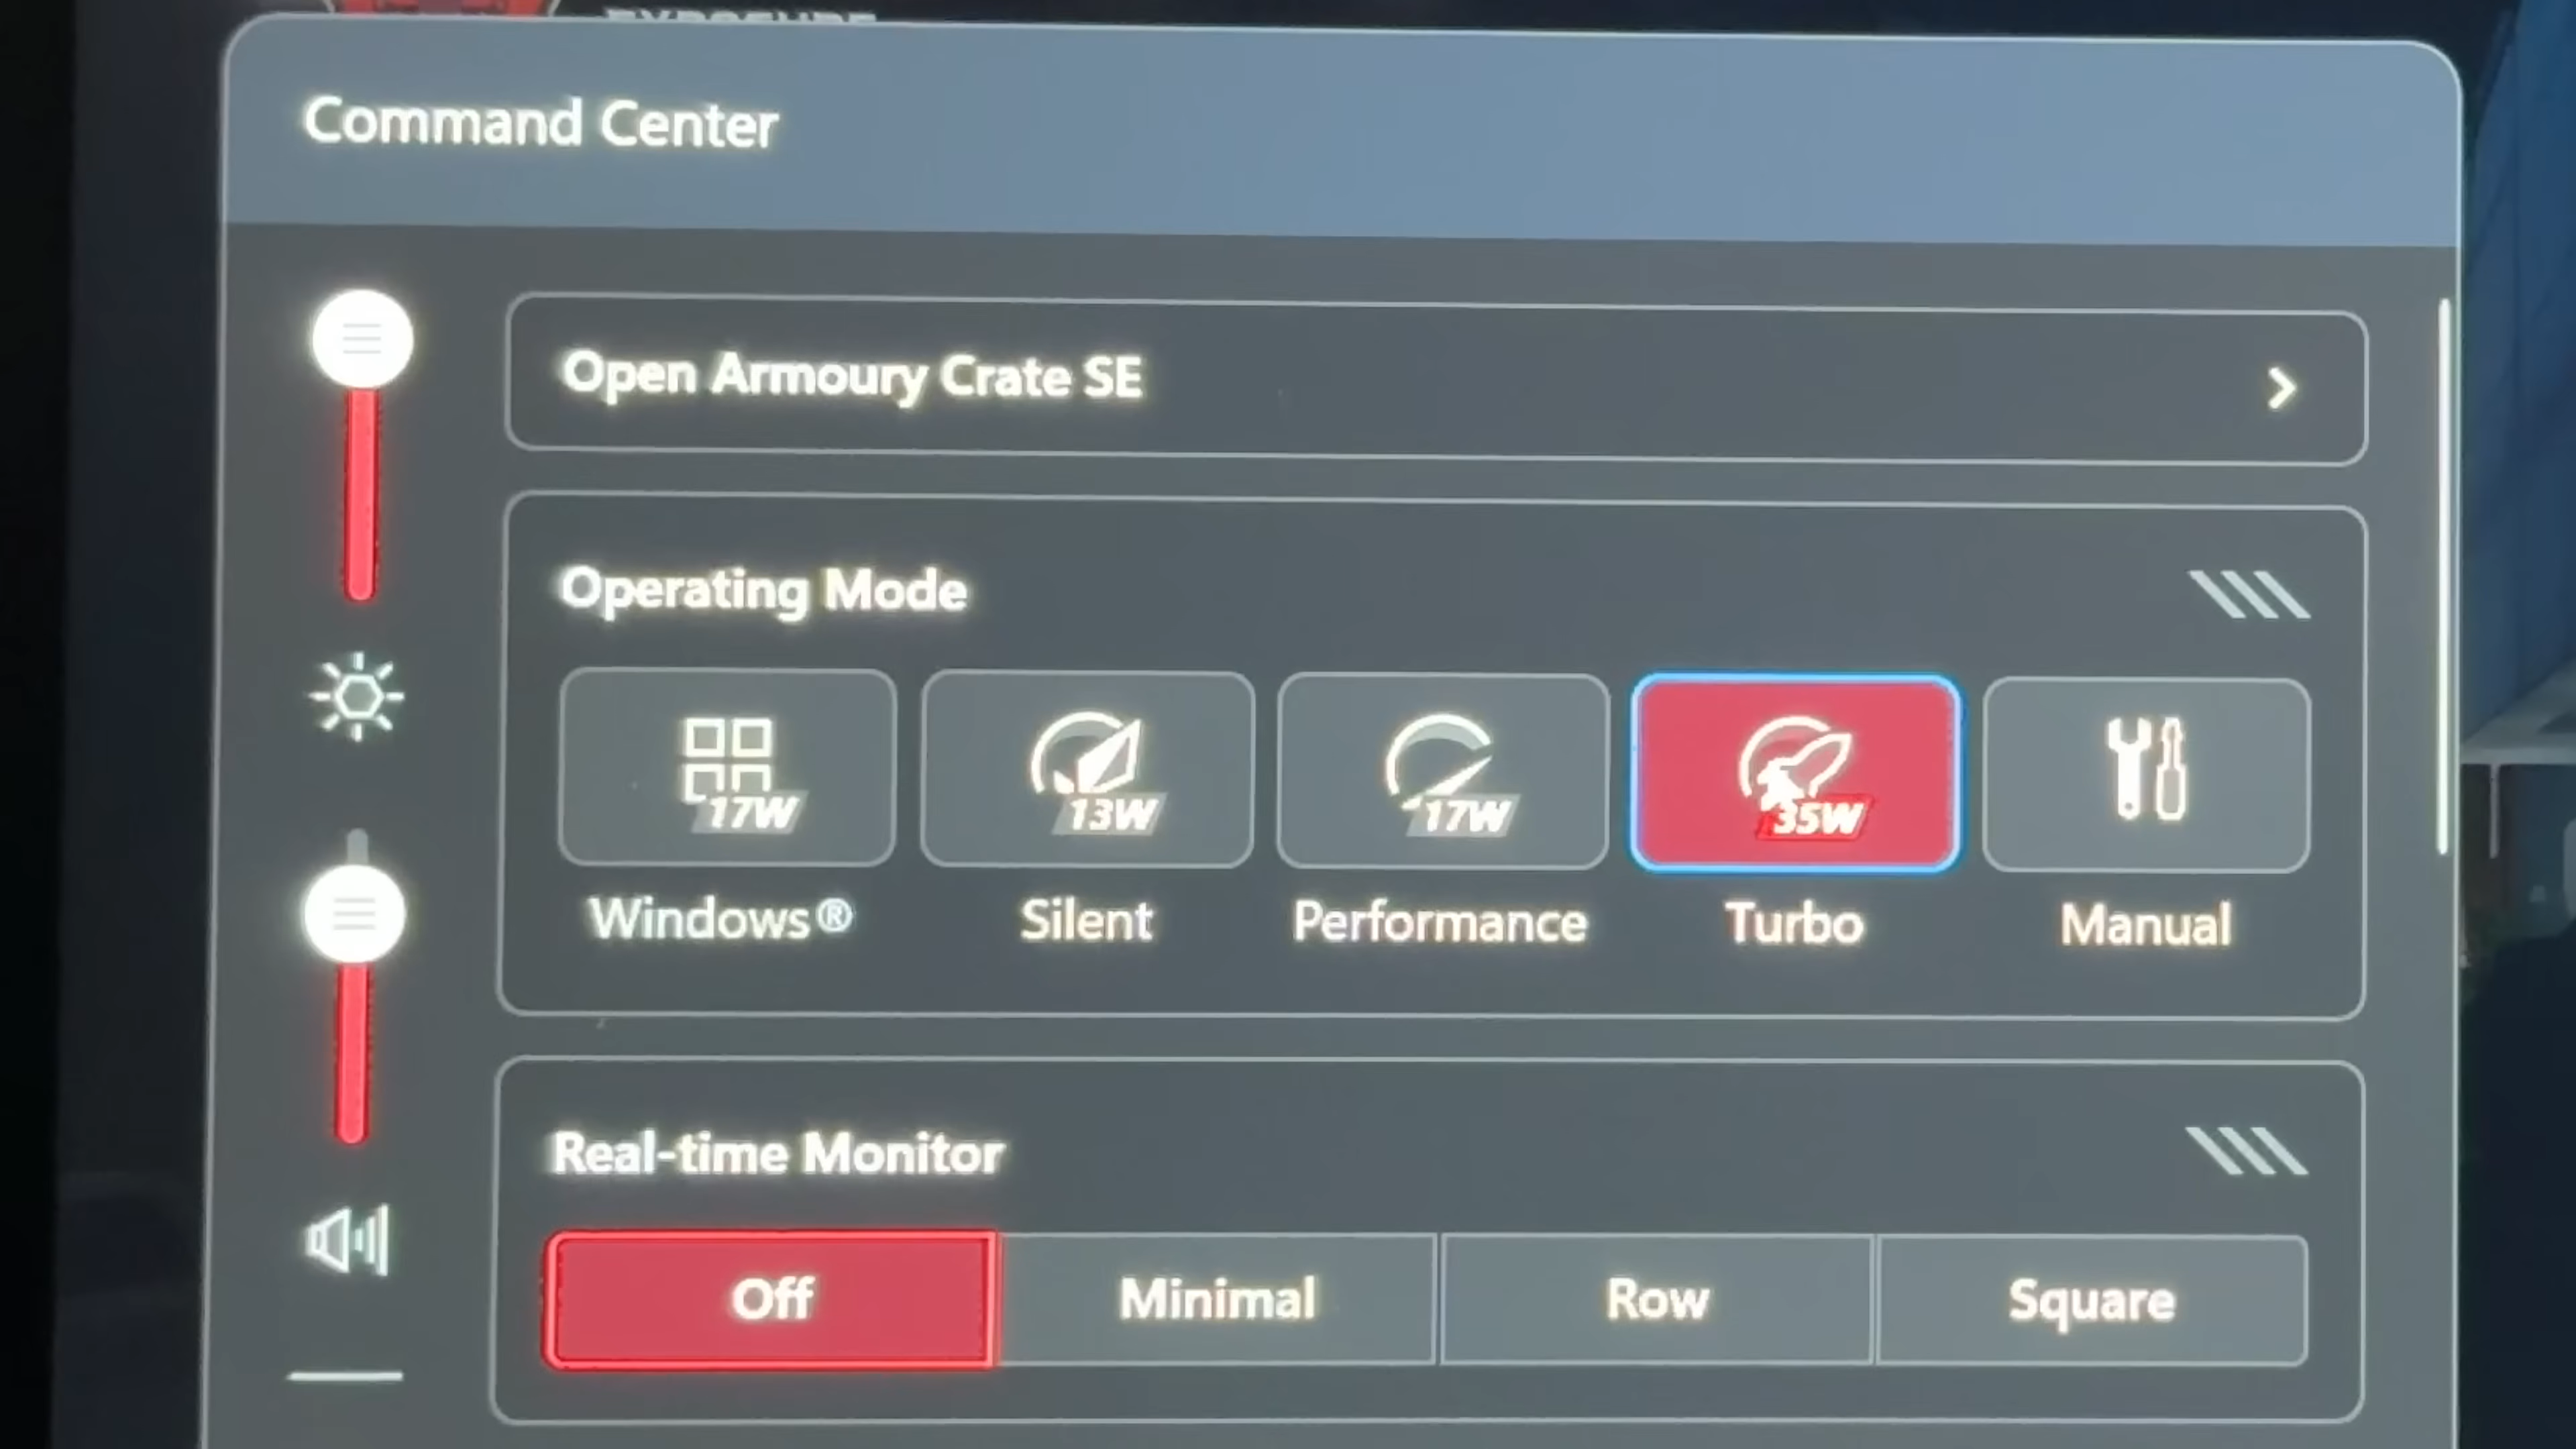 EXPOSURE
Command Center
Open Armoury Crate SE
Operating Mode
17W
13W
17W
35W
Windows®
Silent
Performance
Turbo
Manual
Real-time Monitor
Off
Minimal
Row
Square